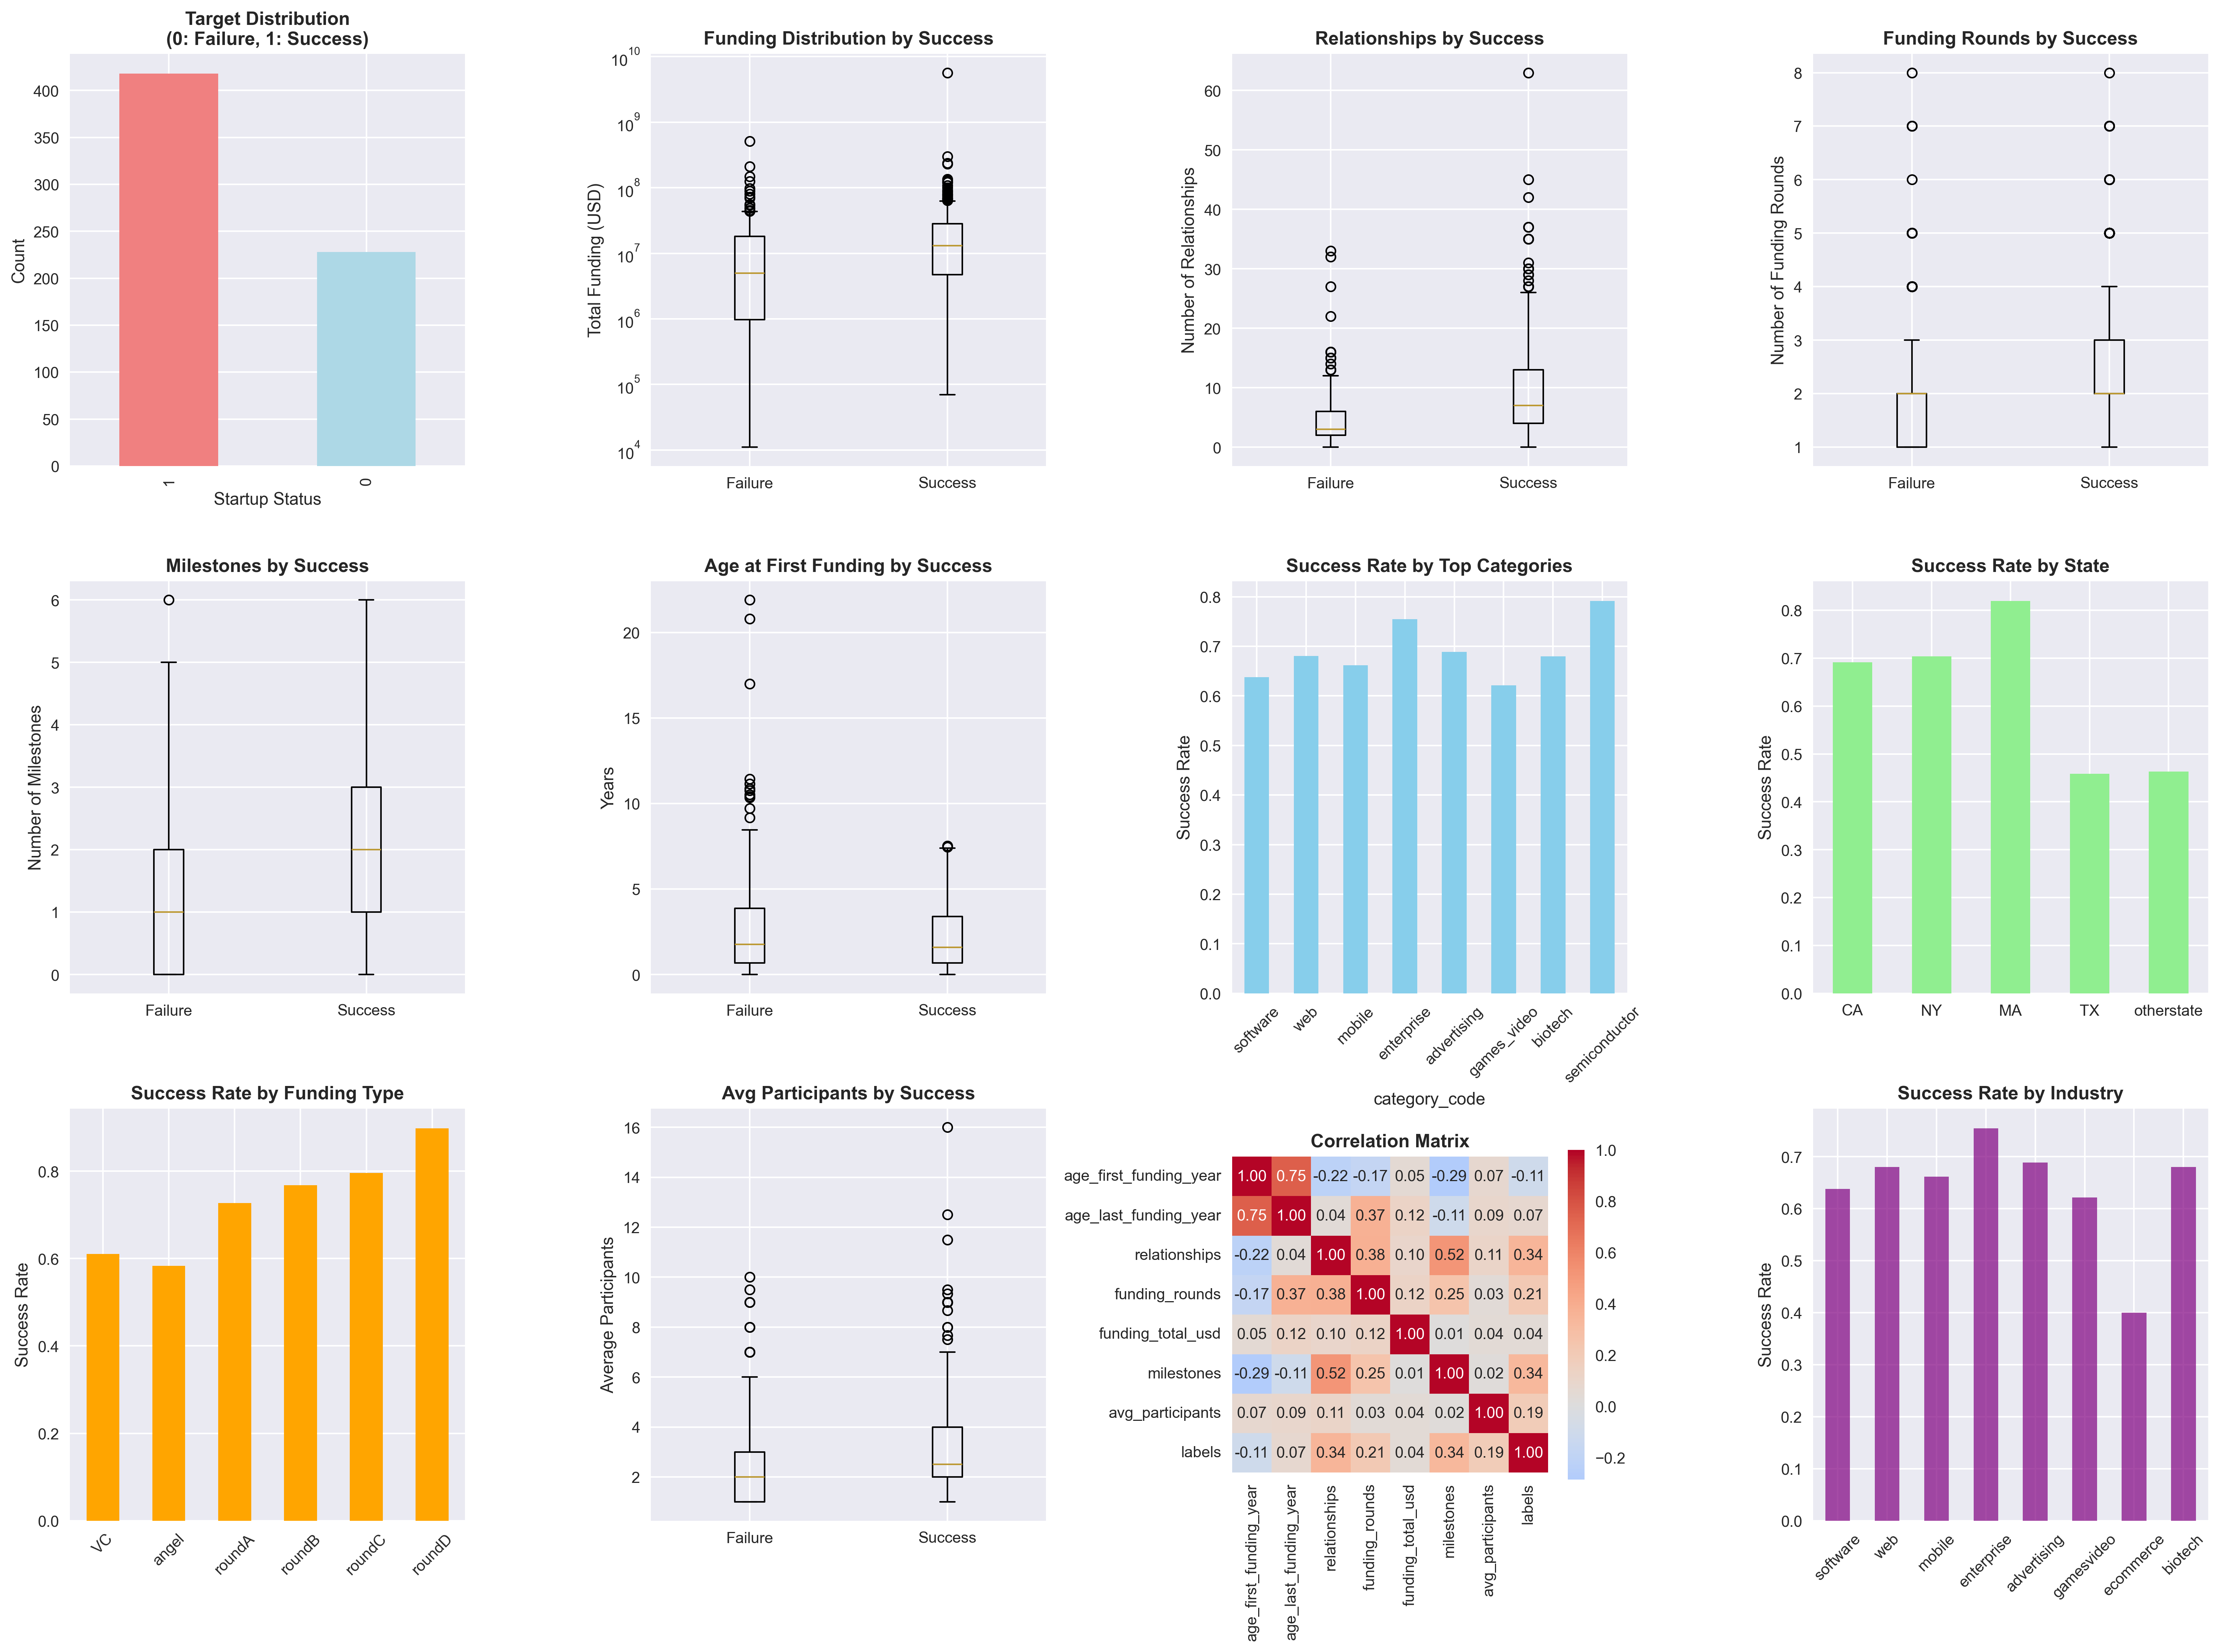 Target Distribution
(0: Failure, 1: Success)
Count
400
350
300
250
200
150
100
50
0
1
0
Startup Status
Funding Distribution by Success
Total Funding (USD)
10^10
10^9
10^8
10^7
10^6
10^5
10^4
Failure Success
Relationships by Success
Number of Relationships
60
50
40
30
20
10
0
Failure Success
Funding Rounds by Success
Number of Funding Rounds
8
7
6
5
4
3
2
1
Failure Success
Milestones by Success
Number of Milestones
6
5
4
3
2
1
0
Failure Success
Age at First Funding by Success
Years
20
15
10
5
0
Failure Success
Success Rate by Top Categories
Success Rate
0.8
0.7
0.6
0.5
0.4
0.3
0.2
0.1
0.0
software
web
mobile
enterprise
advertising
games_video
biotech
semiconductor
category_code
Success Rate by State
Success Rate
0.8
0.7
0.6
0.5
0.4
0.3
0.2
0.1
0.0
CA NY MA TX otherstate
Success Rate by Funding Type
Success Rate
0.8
0.6
0.4
0.2
0.0
VC
angel
roundA
roundB
roundC
roundD
Avg Participants by Success
Average Participants
16
14
12
10
8
6
4
2
Failure Success
Correlation Matrix
age_first_funding_year 1.00 0.75 -0.22 -0.17 0.05 -0.29 0.07 -0.11
age_last_funding_year 0.75 1.00 0.04 0.37 0.12 -0.11 0.09 0.07
relationships -0.22 0.04 1.00 0.38 0.10 0.52 0.11 0.34
funding_rounds -0.17 0.37 0.38 1.00 0.12 0.25 0.03 0.21
funding_total_usd 0.05 0.12 0.10 0.12 1.00 0.01 0.04 0.04
milestones -0.29 -0.11 0.52 0.25 0.01 1.00 0.02 0.34
avg_participants 0.07 0.09 0.11 0.03 0.04 0.02 1.00 0.19
labels -0.11 0.07 0.34 0.21 0.04 0.34 0.19 1.00
age_first_funding_year
age_last_funding_year
relationships
funding_rounds
funding_total_usd
milestones
avg_participants
labels
1.0
0.8
0.6
0.4
0.2
0.0
−0.2
Success Rate by Industry
Success Rate
0.7
0.6
0.5
0.4
0.3
0.2
0.1
0.0
software
web
mobile
enterprise
advertising
gamesvideo
ecommerce
biotech